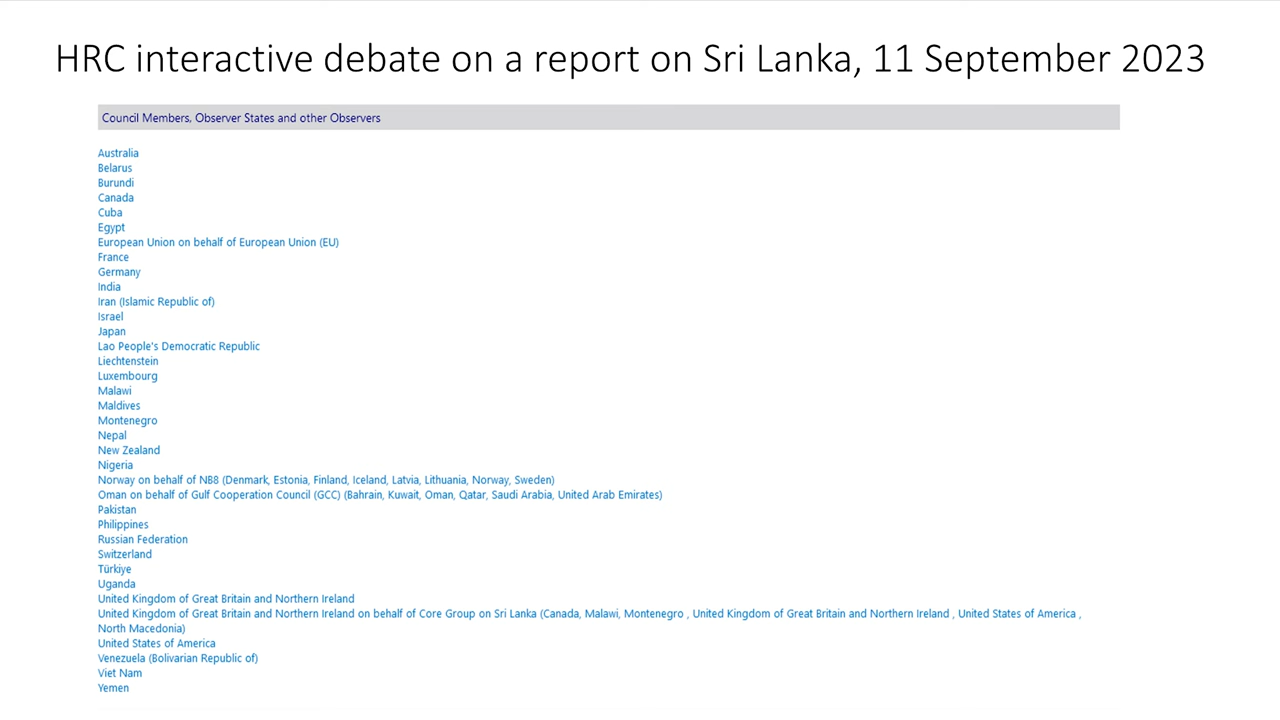 HRC interactive debate on a report on Sri Lanka, 11 September 2023
Council Members, Observer States and other Observers
Australia
Belarus
Burundi
Canada
Cuba
Egypt
European Union on behalf of European Union (EU)
France
Germany
India
Iran (Islamic Republic of)
Israel
Japan
Lao People's Democratic Republic
Liechtenstein
Luxembourg
Malawi
Maldives
Montenegro
Nepal
New Zealand
Nigeria
Norway on behalf of NB8 (Denmark, Estonia, Finland, Iceland, Latvia, Lithuania, Norway, Sweden)
Oman on behalf of Gulf Cooperation Council (GCC) (Bahrain, Kuwait, Oman, Qatar, Saudi Arabia, United Arab Emirates)
Pakistan
Philippines
Russian Federation
Switzerland
Türkiye
Uganda
United Kingdom of Great Britain and Northern Ireland
United Kingdom of Great Britain and Northern Ireland on behalf of Core Group on Sri Lanka (Canada, Malawi, Montenegro , United Kingdom of Great Britain and Northern Ireland , United States of America ,
North Macedonia)
United States of America
Venezuela (Bolivarian Republic of)
Viet Nam
Yemen